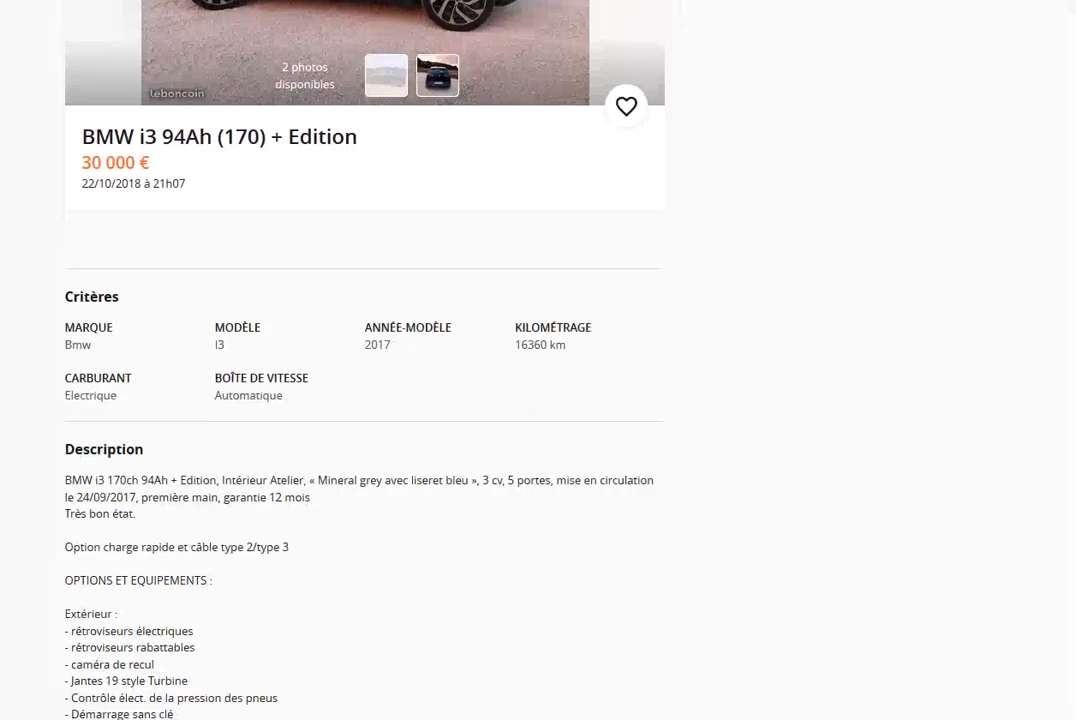 2 photos
disponibles
leboncoin
BMW i3 94Ah (170) + Edition
30 000 €
22/10/2018 à 21h07
Critères
MARQUE MODÈLE ANNÉE-MODÈLE KILOMÉTRAGE
Bmw I3 2017 16360 km
CARBURANT BOÎTE DE VITESSE
Electrique Automatique
Description
BMW i3 170ch 94Ah + Edition, Intérieur Atelier, « Mineral grey avec liseret bleu », 3 cv, 5 portes, mise en circulation
le 24/09/2017, première main, garantie 12 mois
Très bon état.
Option charge rapide et câble type 2/type 3
OPTIONS ET EQUIPEMENTS :
Extérieur :
- rétroviseurs électriques
- rétroviseurs rabattables
- caméra de recul
- Jantes 19 style Turbine
- Contrôle élect. de la pression des pneus
- Démarrage sans clé